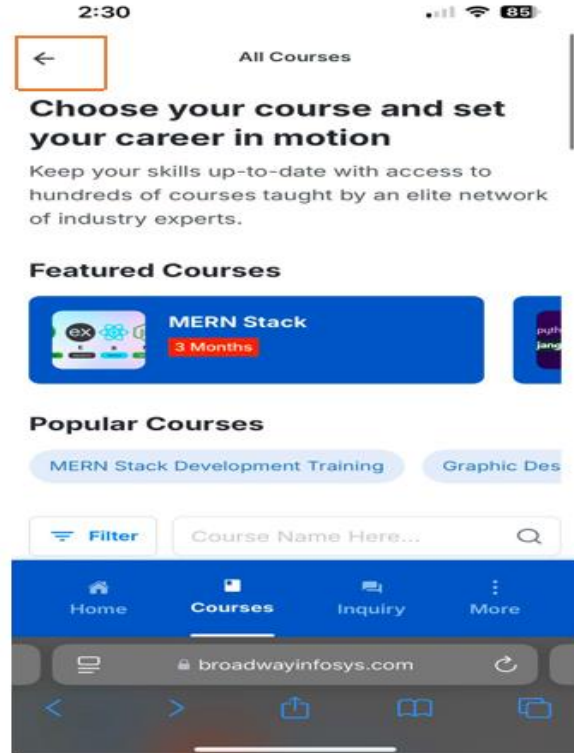 2:30
85
All Courses
Choose your course and set
your career in motion
Keep your skills up-to-date with access to
hundreds of courses taught by an elite network
of industry experts.
Featured Courses
ex
MERN Stack
3 Months
pyth
jang
Popular Courses
MERN Stack Development Training
Graphic Des
Filter
Course Name Here...
Home
Courses
Inquiry
More
broadwayinfosys.com